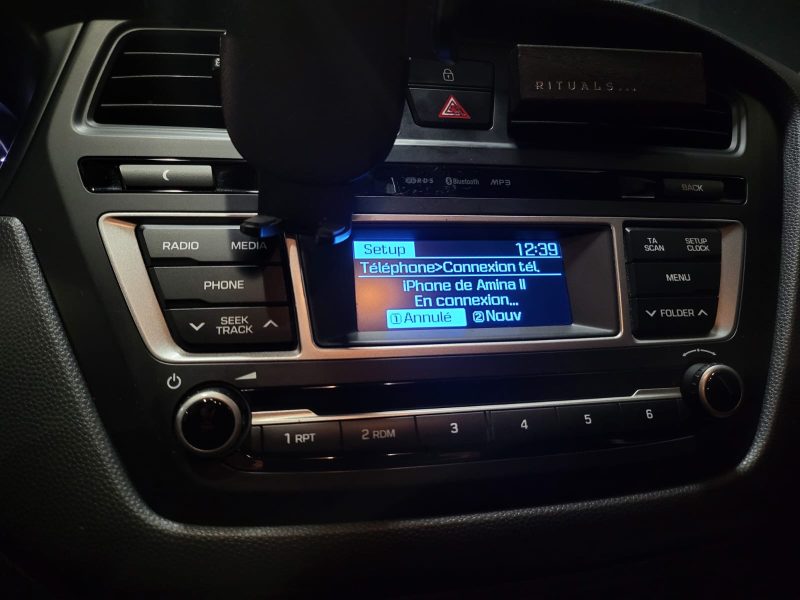 RITUALS...
R·D·S Bluetooth MP3
BACK
RADIO MEDIA
PHONE
SEEK
TRACK
Setup 12:39
Téléphone>Connexion tél.
iPhone de Amina II
En connexion...
1 Annulé 2 Nouv
TA
SCAN
SETUP
CLOCK
MENU
FOLDER
1 RPT 2 RDM 3 4 5 6